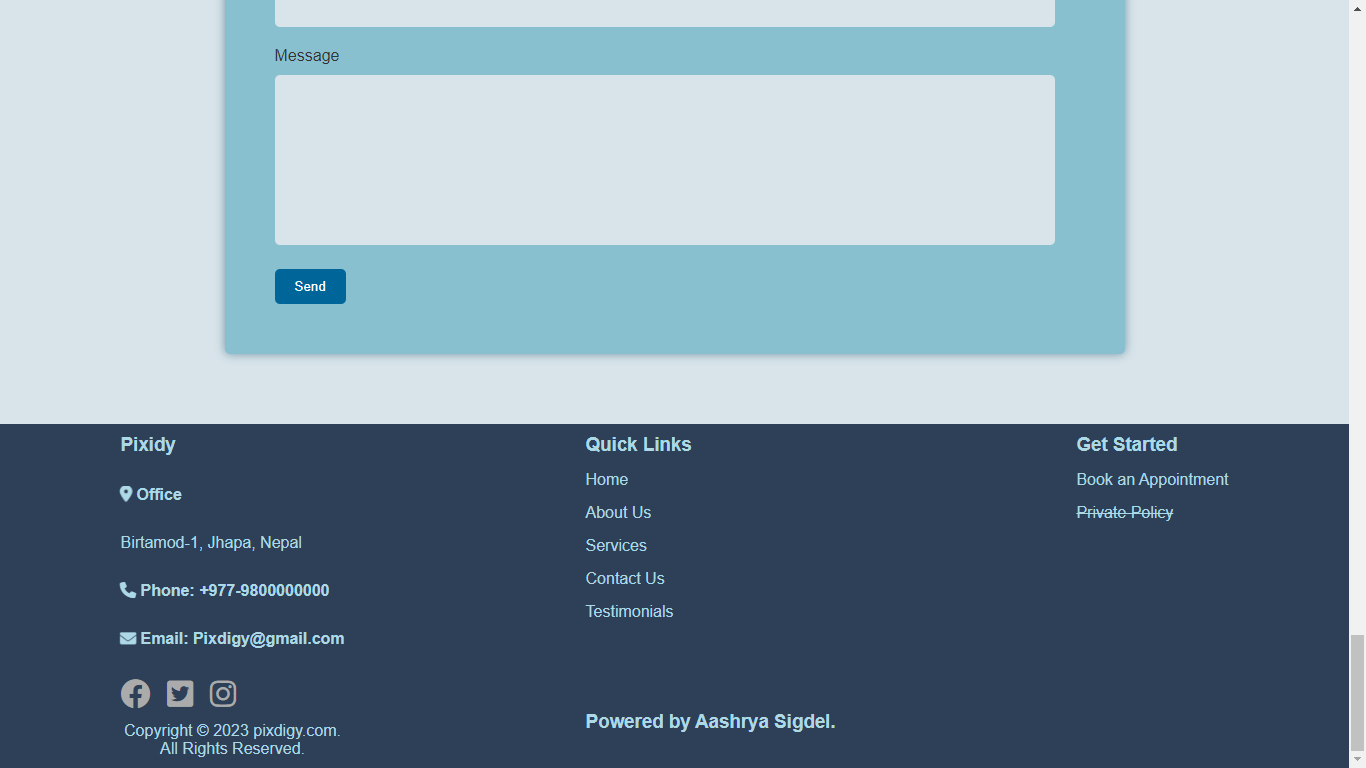 Message
Send
Pixidy
Office
Birtamod-1, Jhapa, Nepal
Phone: +977-9800000000
Email: Pixdigy@gmail.com
Copyright © 2023 pixdigy.com.
All Rights Reserved.
Quick Links
Home
About Us
Services
Contact Us
Testimonials
Powered by Aashrya Sigdel.
Get Started
Book an Appointment
Private Policy